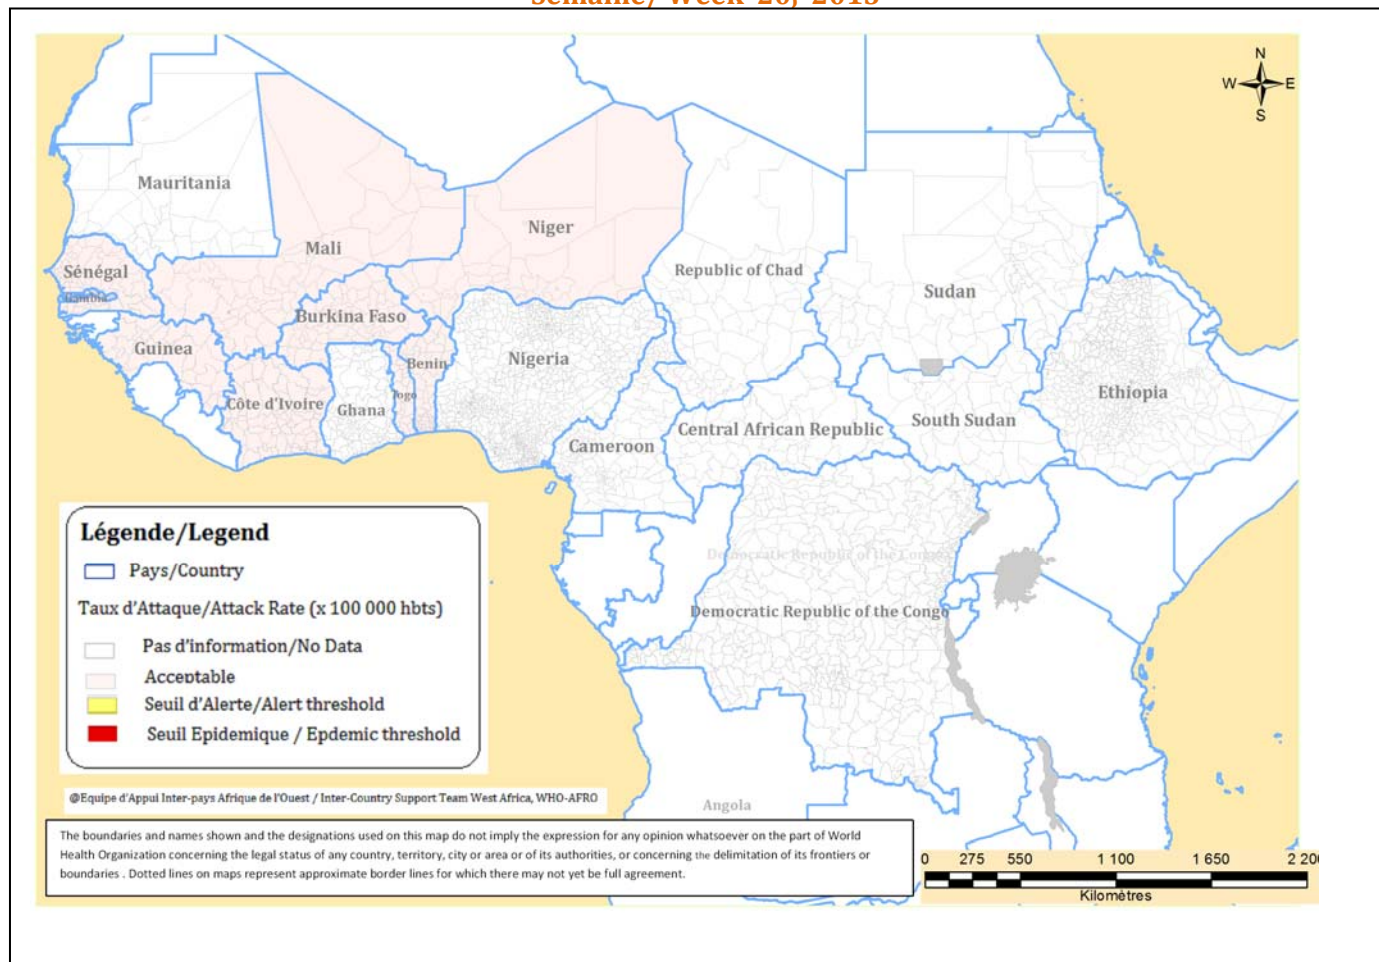 N
W E
S
Mauritania
Mali
Niger
Sénégal
Gambia
Burkina Faso
Republic of Chad
Sudan
Guinea
Benin
Nigeria
Ethiopia
Côte d'Ivoire
Ghana
Togo
Cameroon
Central African Republic
South Sudan
Democratic Republic of the Congo
Democratic Republic of the Congo
Angola
Légende/Legend
Pays/Country
Taux d'Attaque/Attack Rate (x 100 000 hbts)
Pas d'information/No Data
Acceptable
Seuil d'Alerte/Alert threshold
Seuil Epidemique / Epdemic threshold
@Equipe d'Appui Inter-pays Afrique de l'Ouest / Inter-Country Support Team West Africa, WHO-AFRO
The boundaries and names shown and the designations used on this map do not imply the expression for any opinion whatsoever on the part of World
Health Organization concerning the legal status of any country, territory, city or area or of its authorities, or concerning the delimitation of its frontiers or
boundaries . Dotted lines on maps represent approximate border lines for which there may not yet be full agreement.
0 275 550 1 100 1 650 2 20
Kilomètres